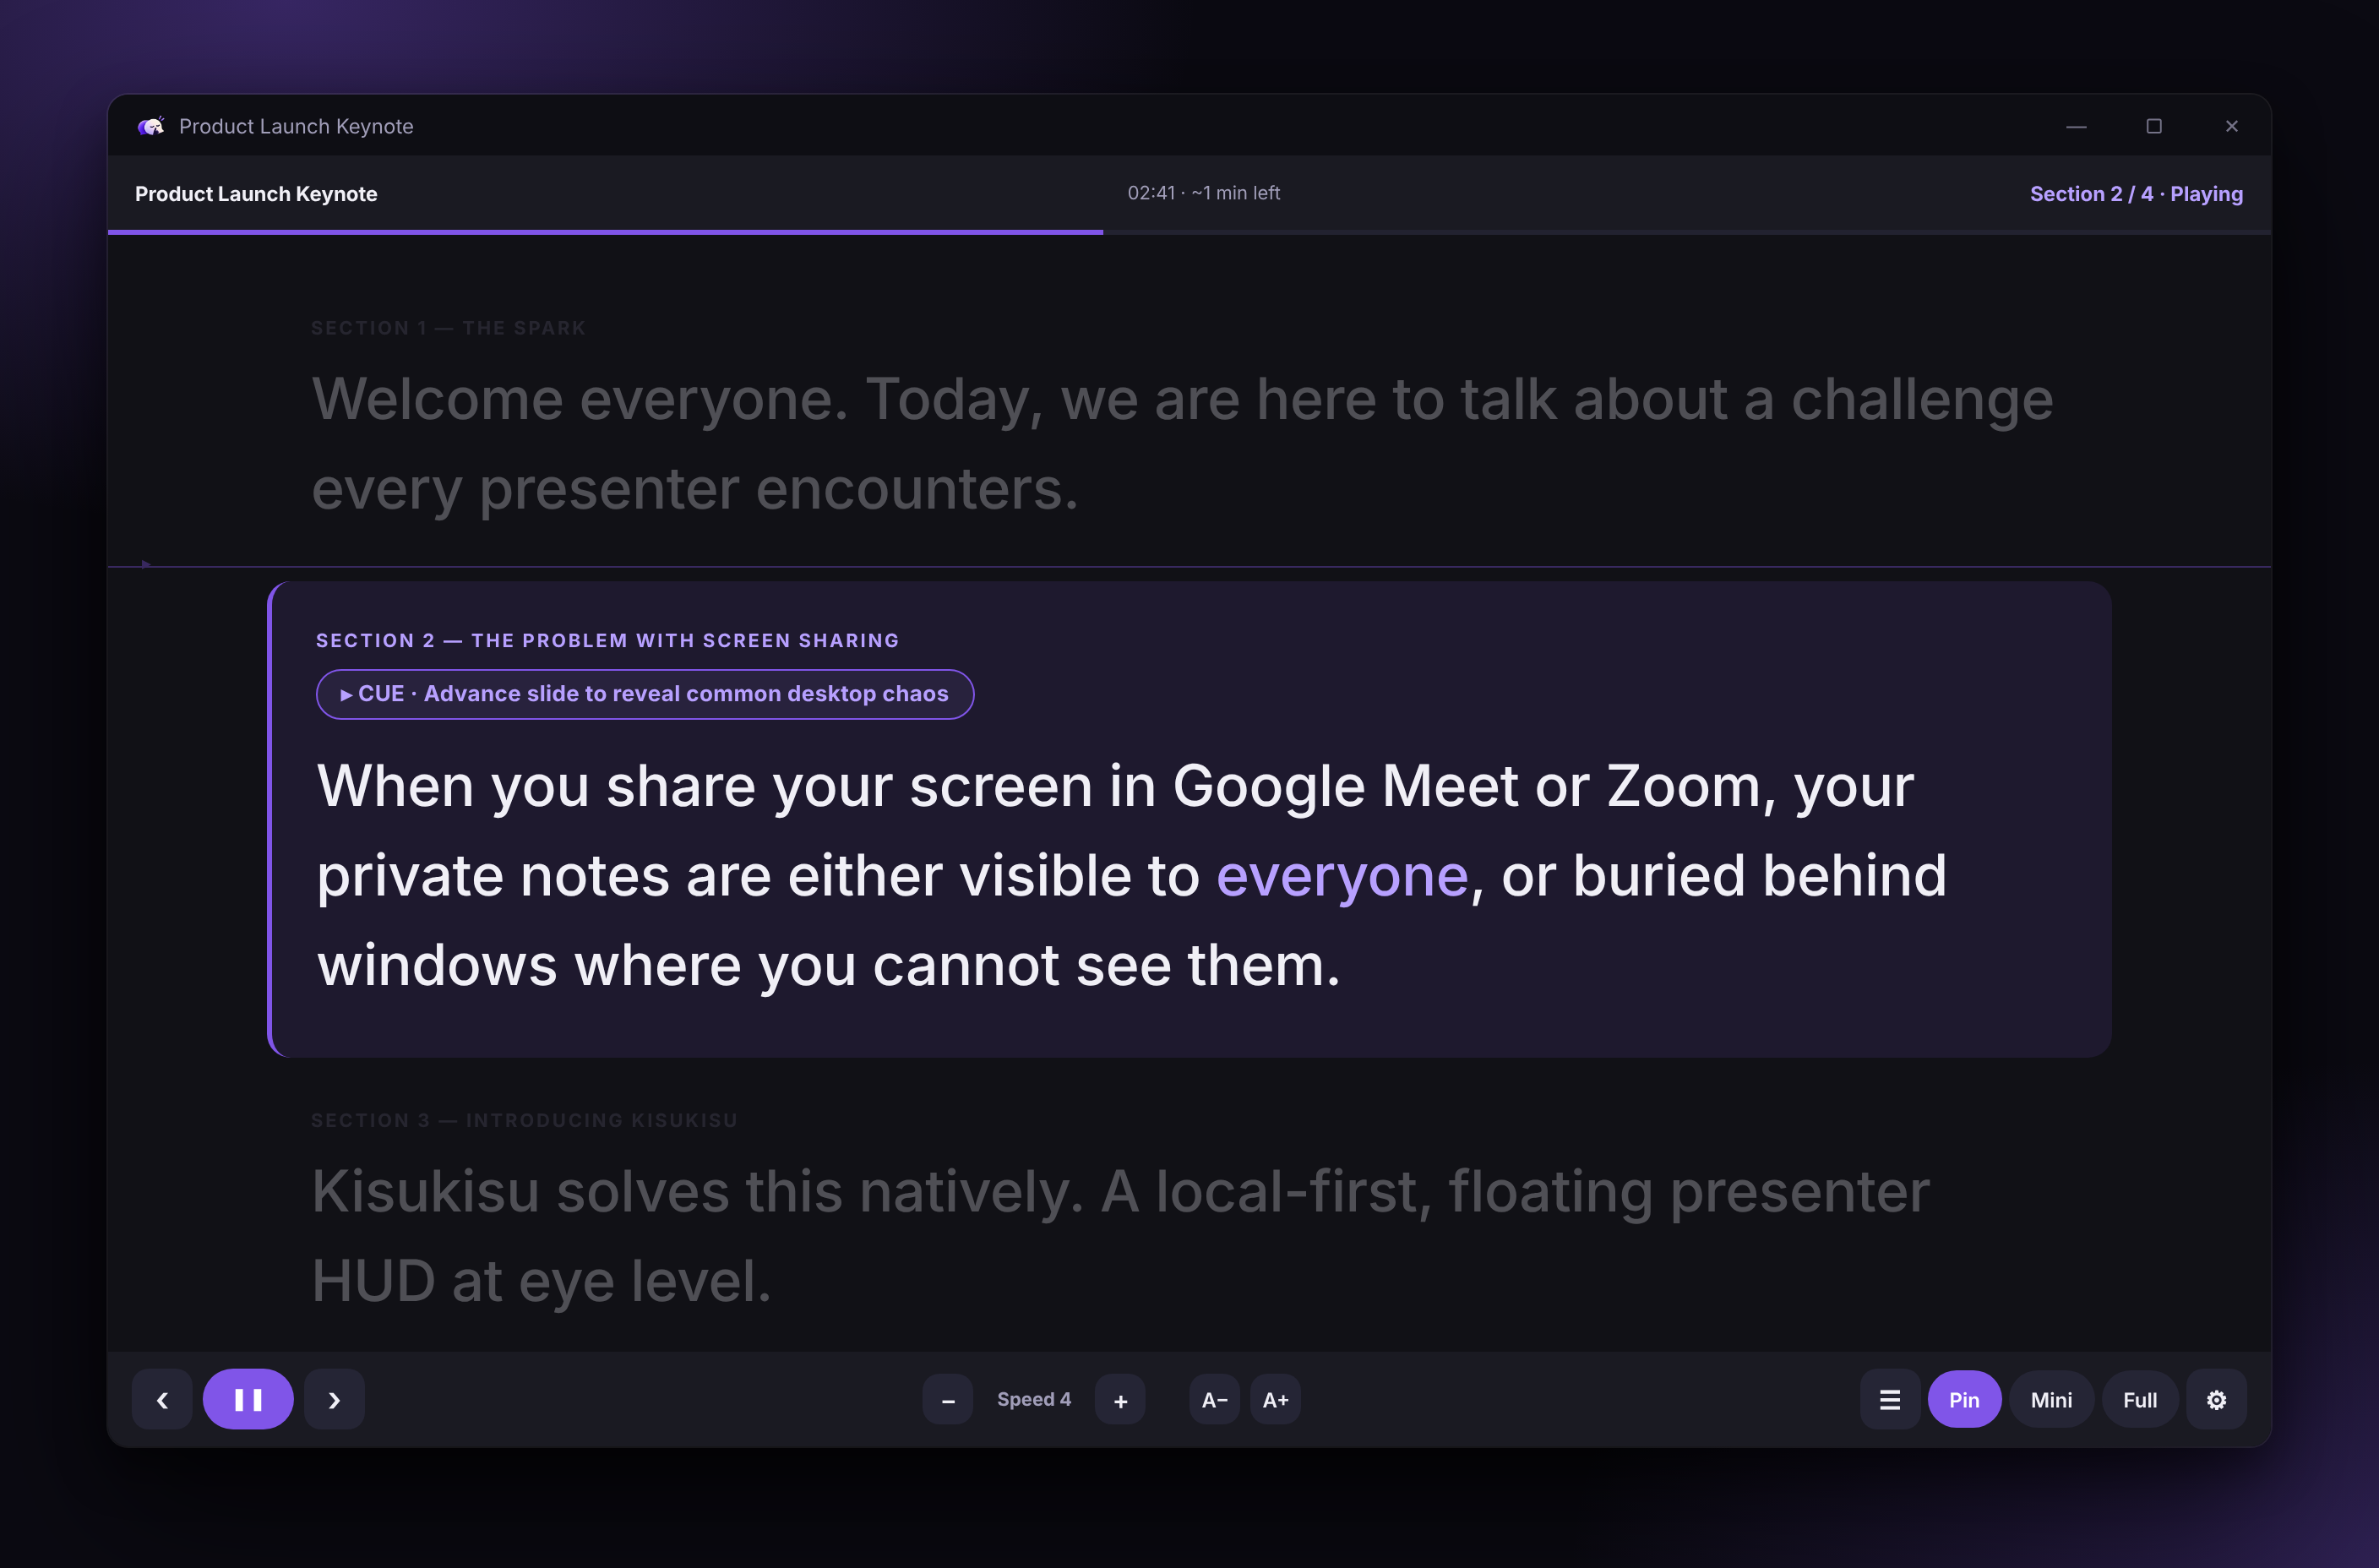 Product Launch Keynote
Product Launch Keynote
02:41 · ~1 min left
Section 2 / 4 · Playing
SECTION 1 — THE SPARK
Welcome everyone. Today, we are here to talk about a challenge
every presenter encounters.
SECTION 2 — THE PROBLEM WITH SCREEN SHARING
▸ CUE · Advance slide to reveal common desktop chaos
When you share your screen in Google Meet or Zoom, your
private notes are either visible to everyone, or buried behind
windows where you cannot see them.
SECTION 3 — INTRODUCING KISUKISU
Kisukisu solves this natively. A local-first, floating presenter
HUD at eye level.
− Speed 4 + A− A+
Pin Mini Full